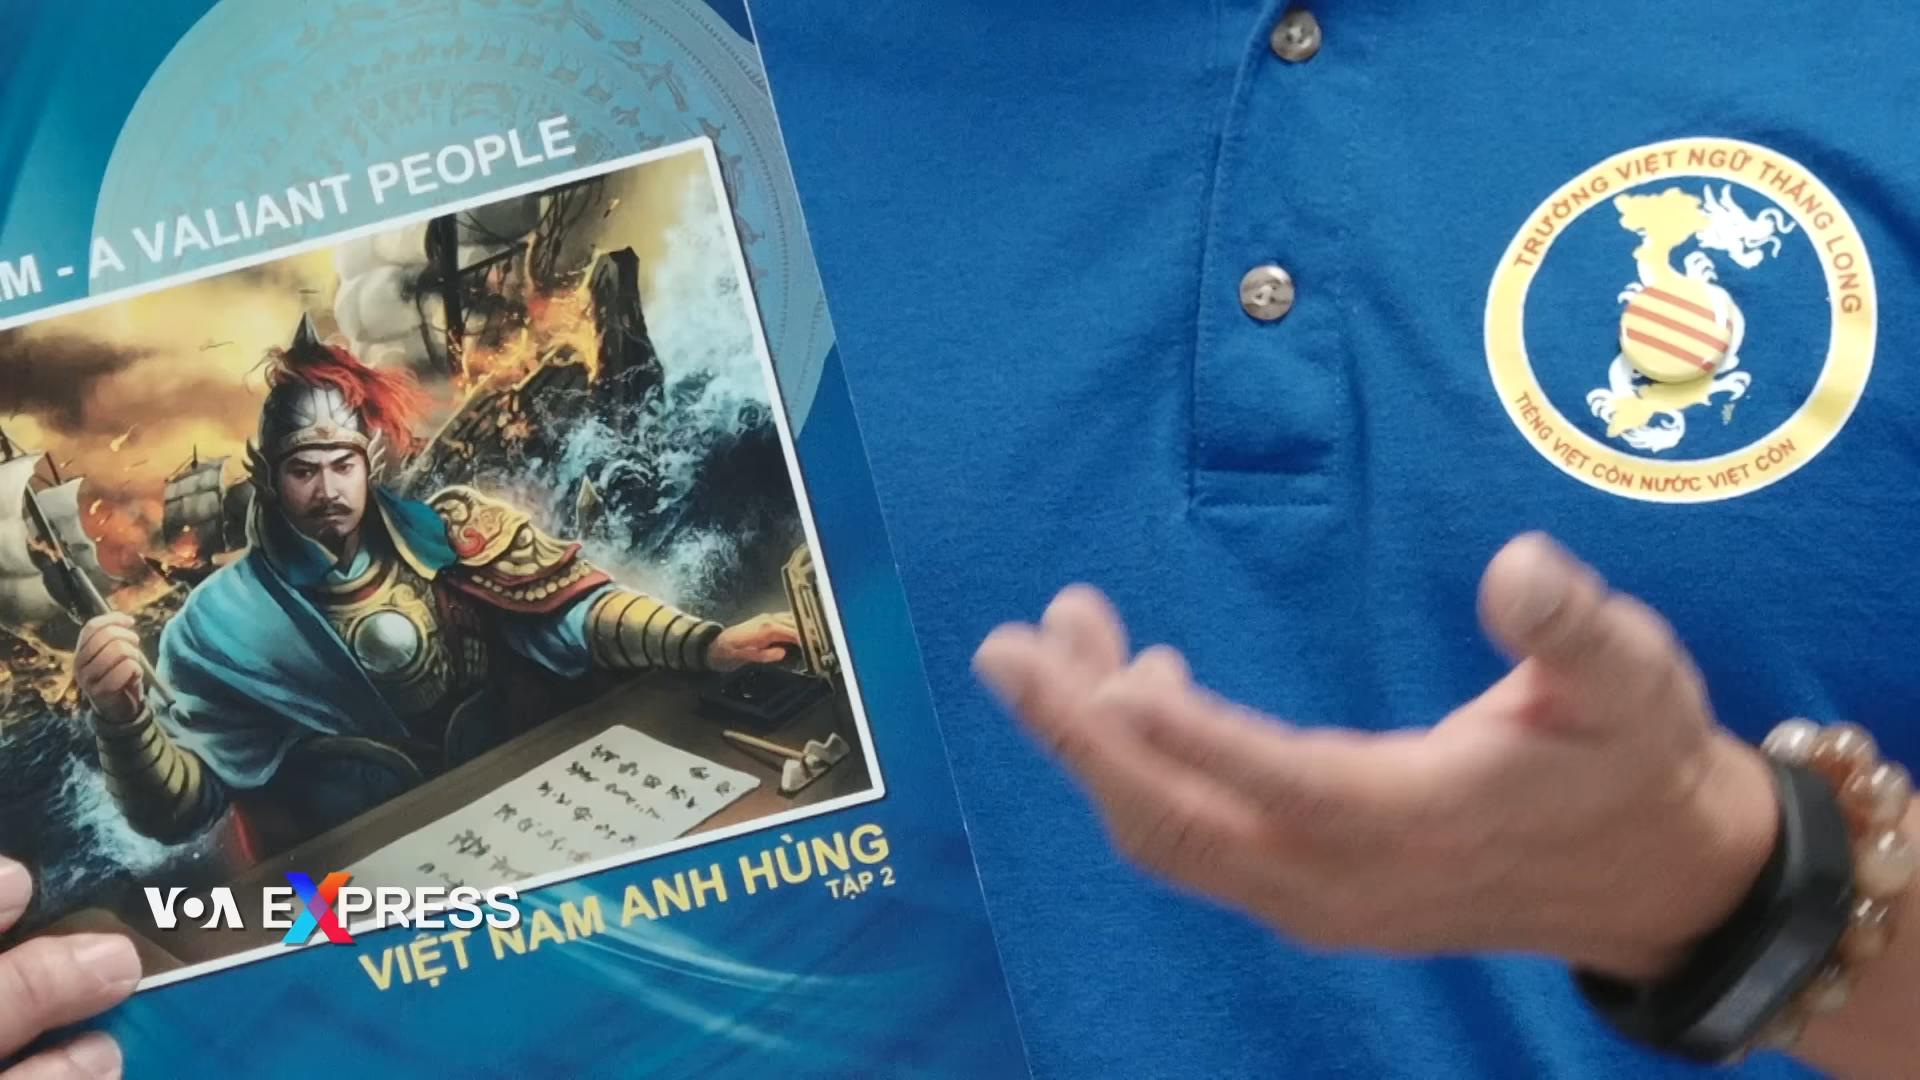 M - A VALIANT PEOPLE
VIỆT NAM ANH HÙNG
TẬP 2
VOA EXPRESS
TRƯỜNG VIỆT NGỮ THĂNG LONG
TIẾNG VIỆT CÒN NƯỚC VIỆT CÒN